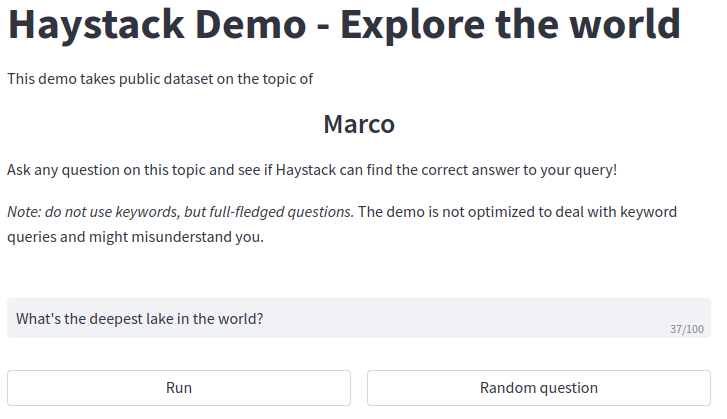 Haystack Demo - Explore the world
This demo takes public dataset on the topic of
Marco
Ask any question on this topic and see if Haystack can find the correct answer to your query!
Note: do not use keywords, but full-fledged questions. The demo is not optimized to deal with keyword
queries and might misunderstand you.
What's the deepest lake in the world?
37/100
Run
Random question